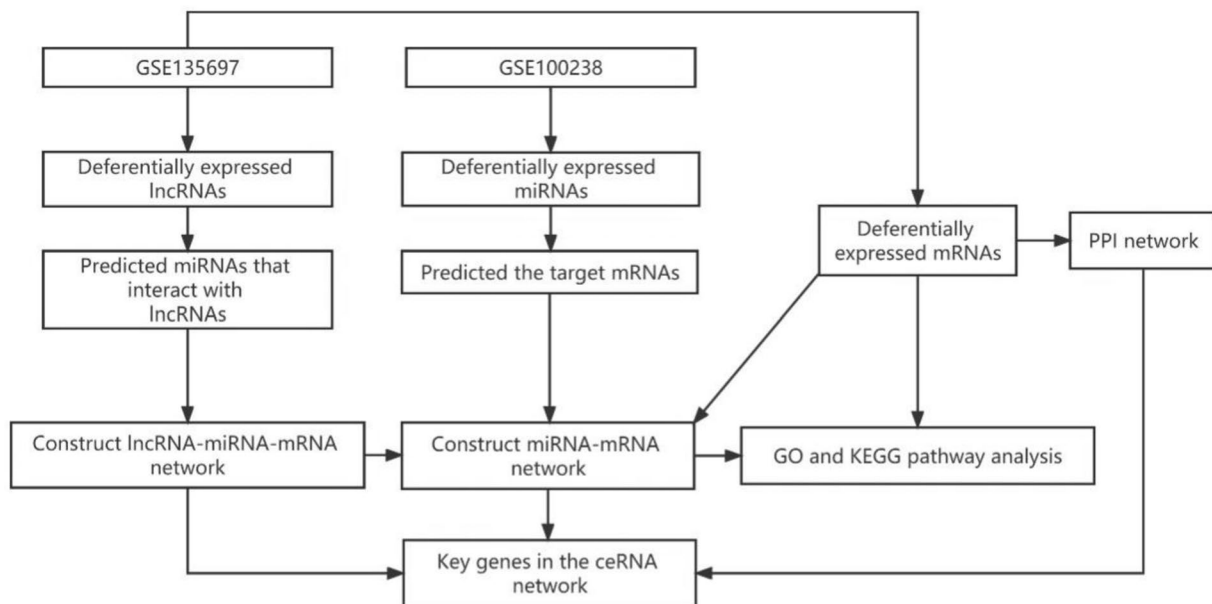 GSE135697
GSE100238
Deferentially expressed
lncRNAs
Deferentially expressed
miRNAs
Deferentially
expressed mRNAs
PPI network
Predicted miRNAs that
interact with
lncRNAs
Predicted the target mRNAs
Construct lncRNA-miRNA-mRNA
network
Construct miRNA-mRNA
network
GO and KEGG pathway analysis
Key genes in the ceRNA
network